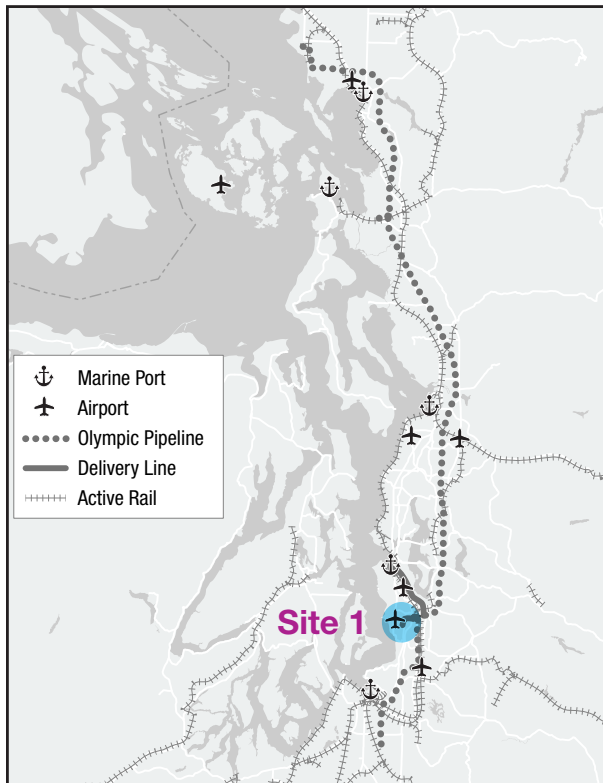 Marine Port
Airport
Olympic Pipeline
Delivery Line
Active Rail
Site 1